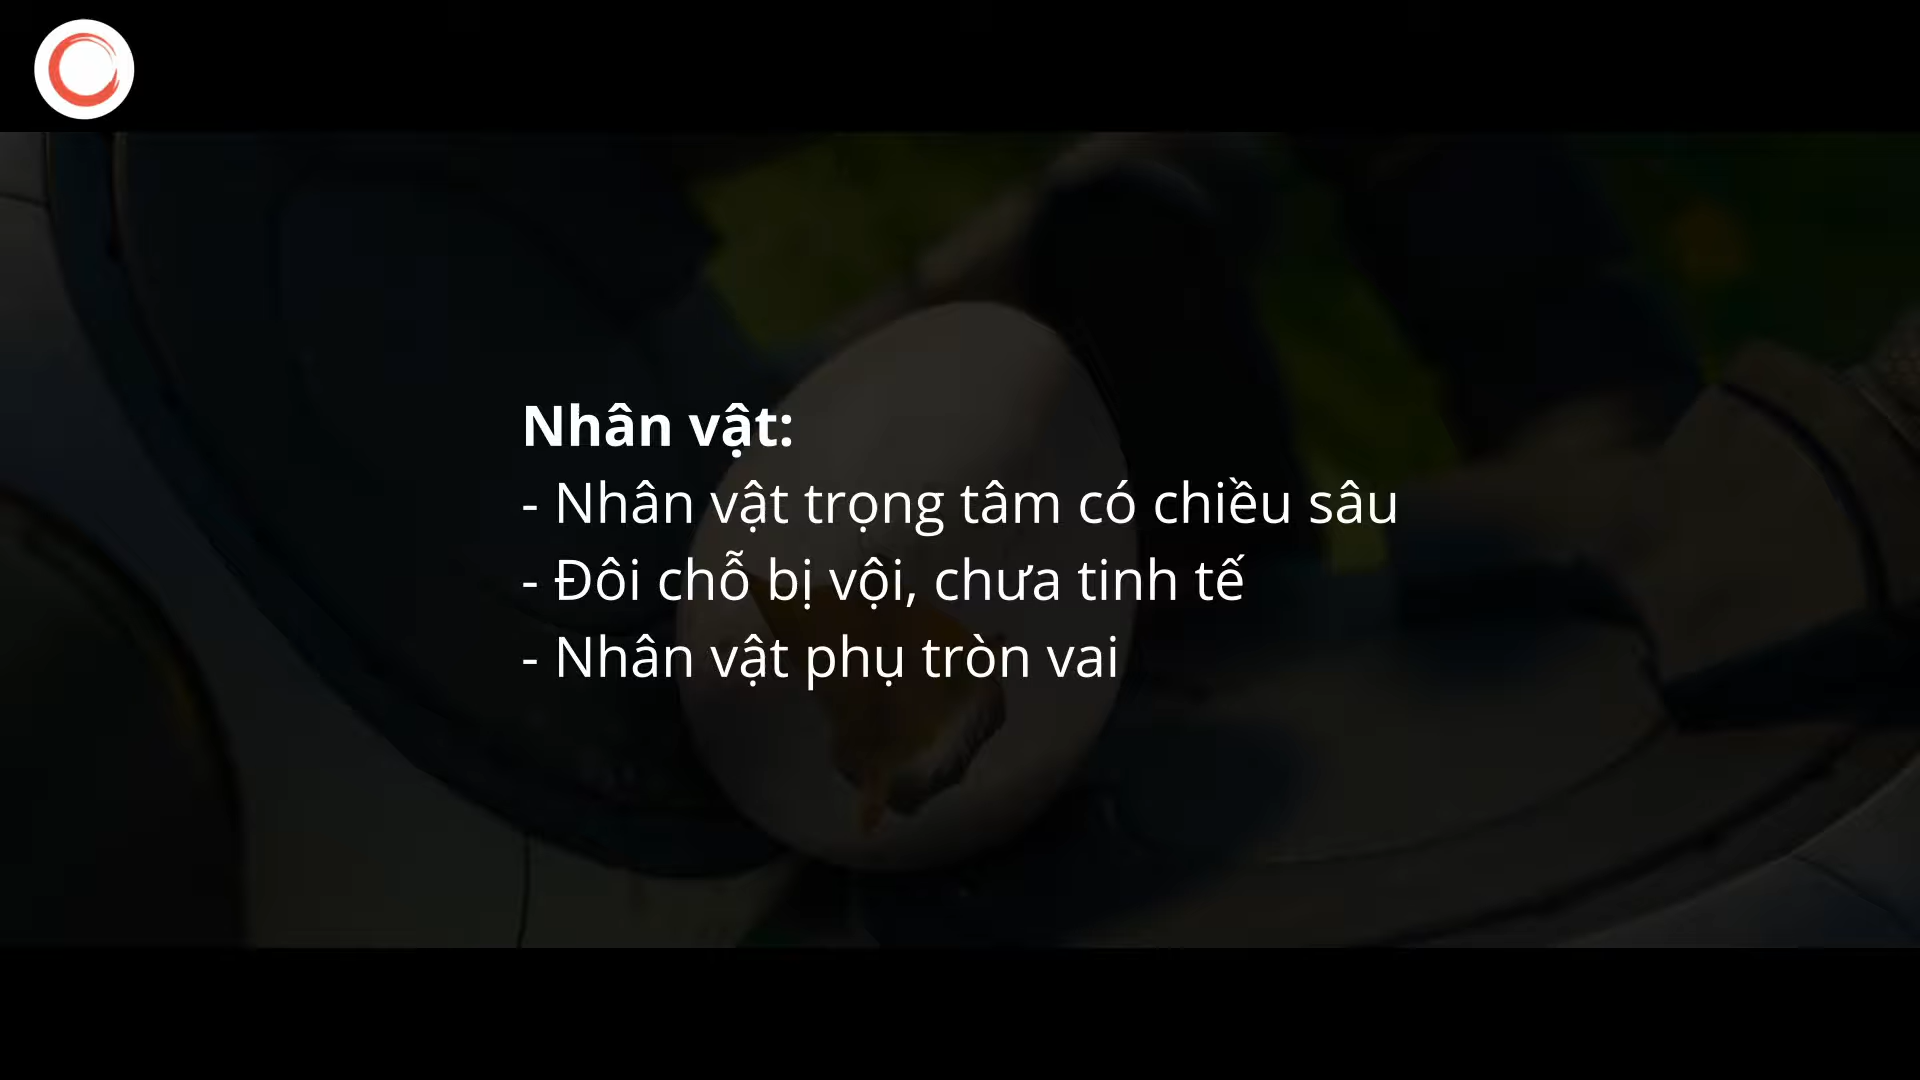 Nhân vật:
- Nhân vật trọng tâm có chiều sâu
- Đôi chỗ bị vội, chưa tinh tế
- Nhân vật phụ tròn vai